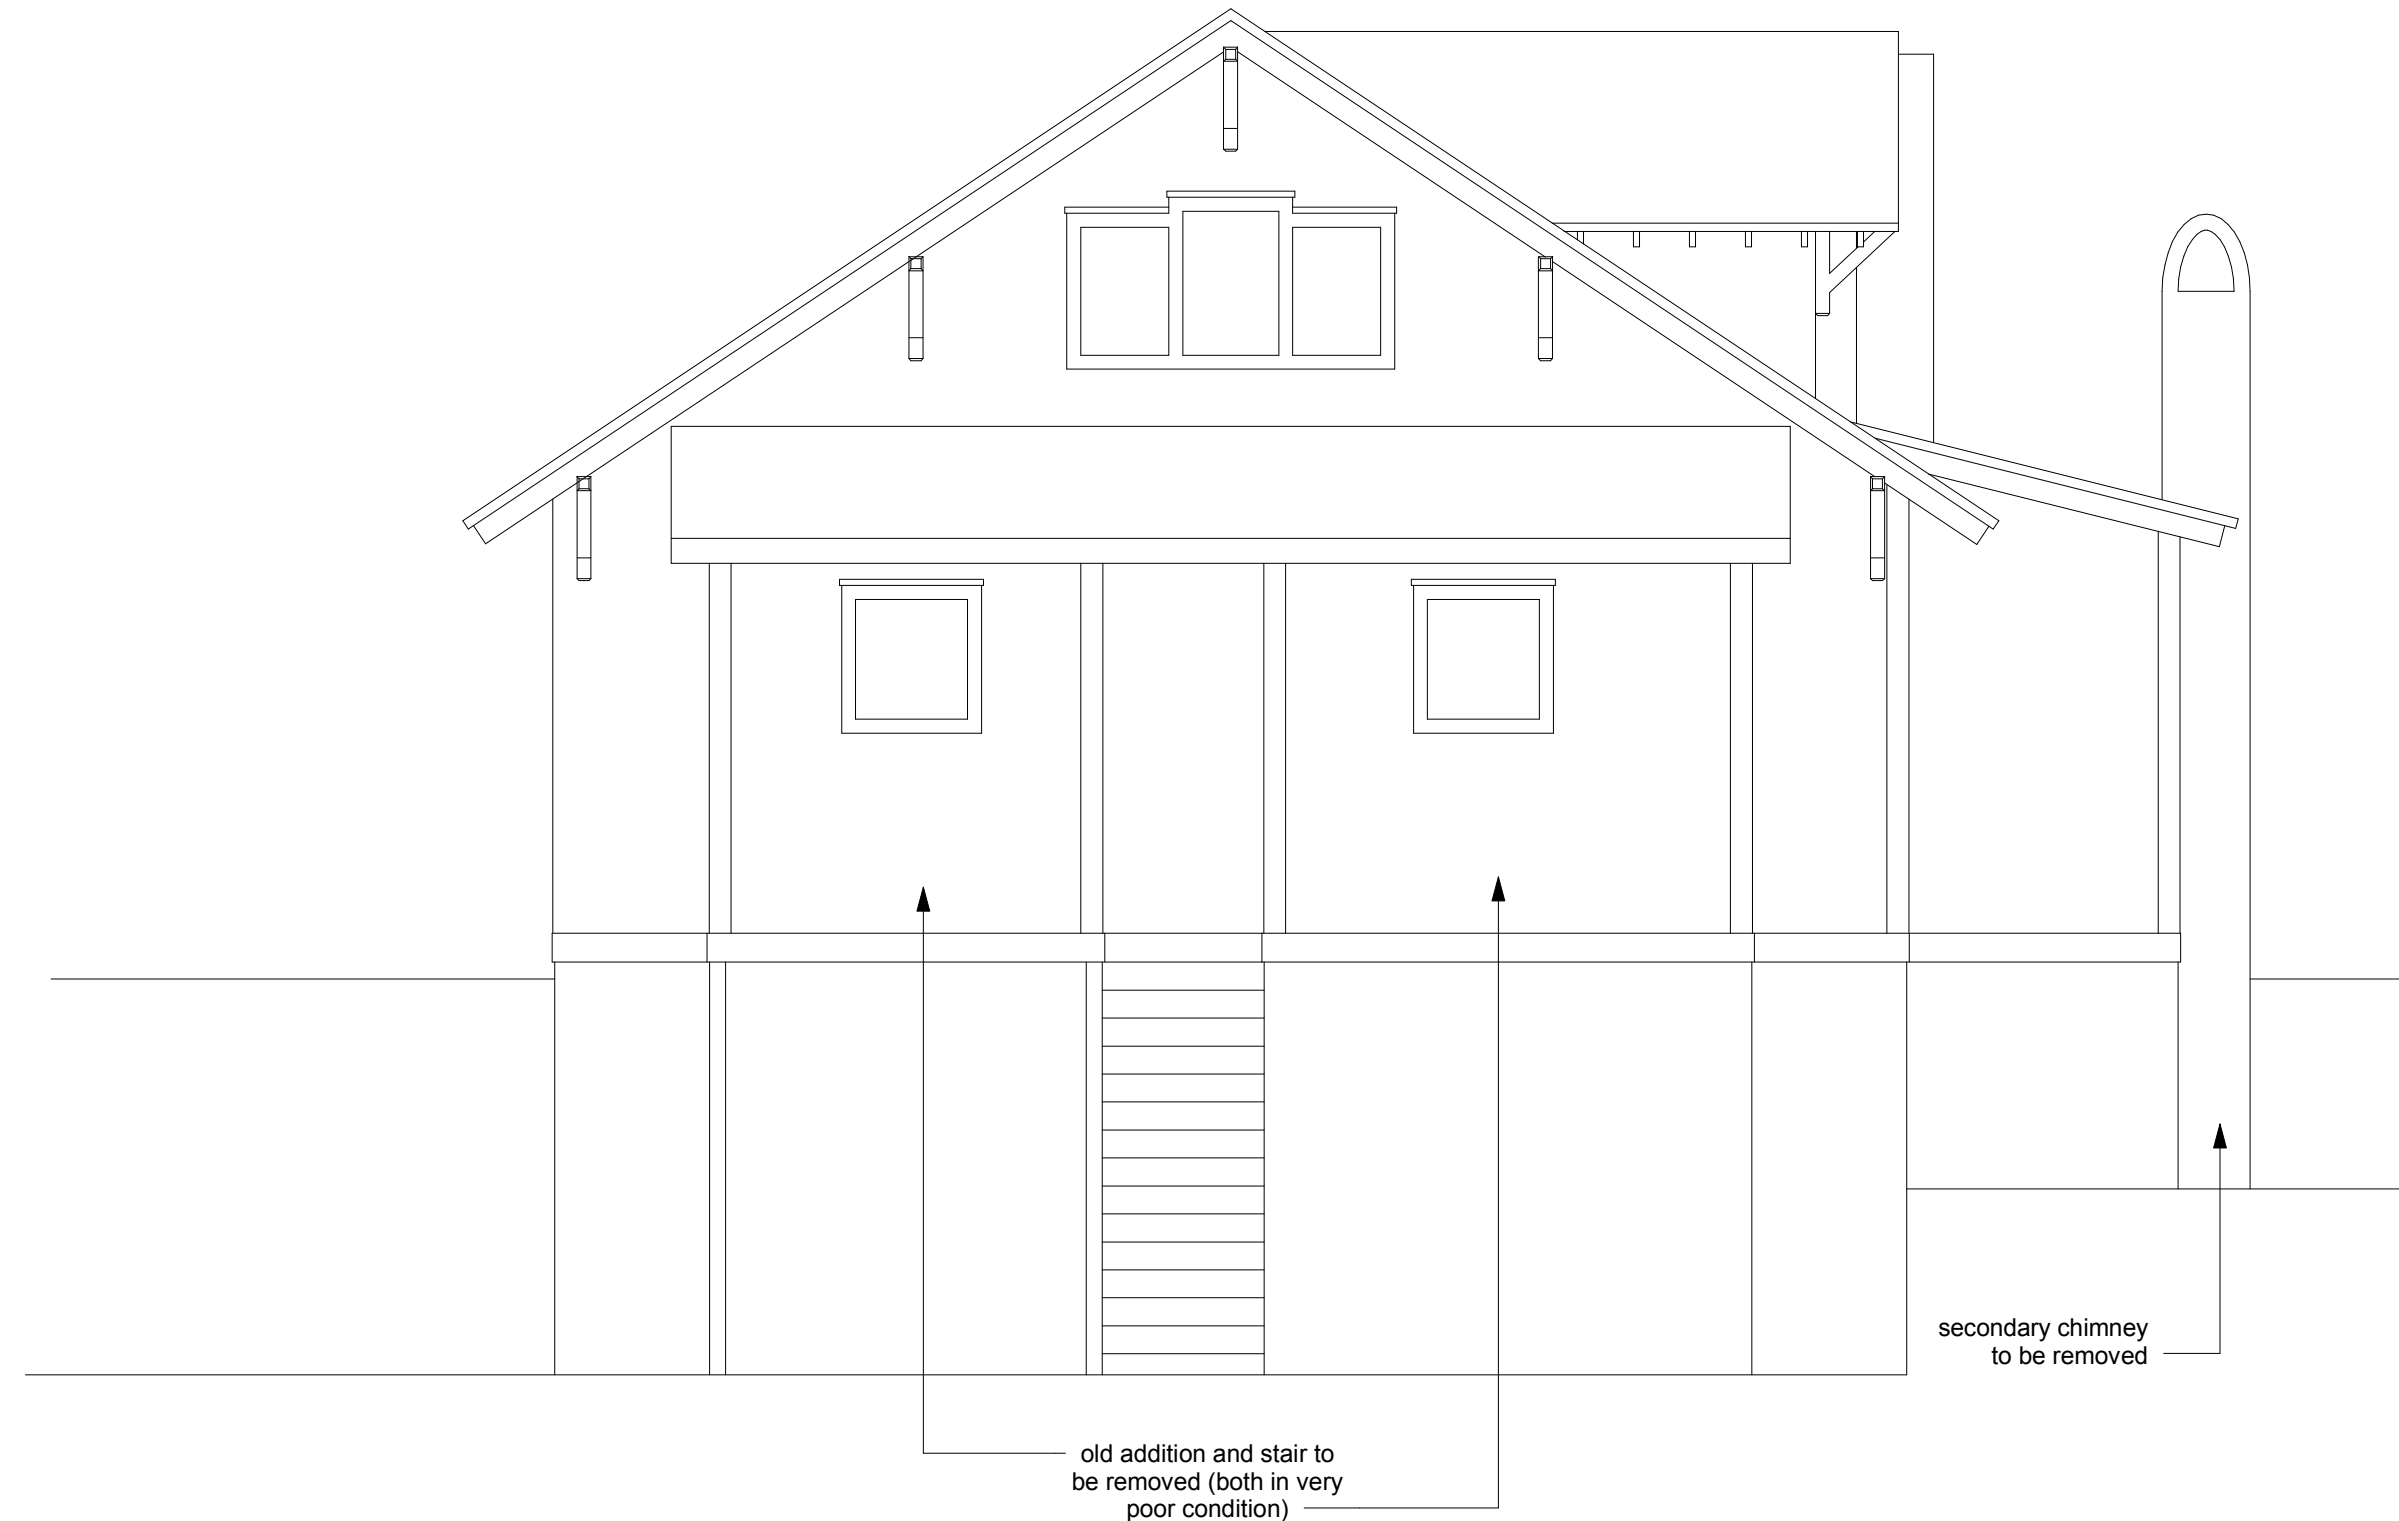 secondary chimney
to be removed
old addition and stair to
be removed (both in very
poor condition)